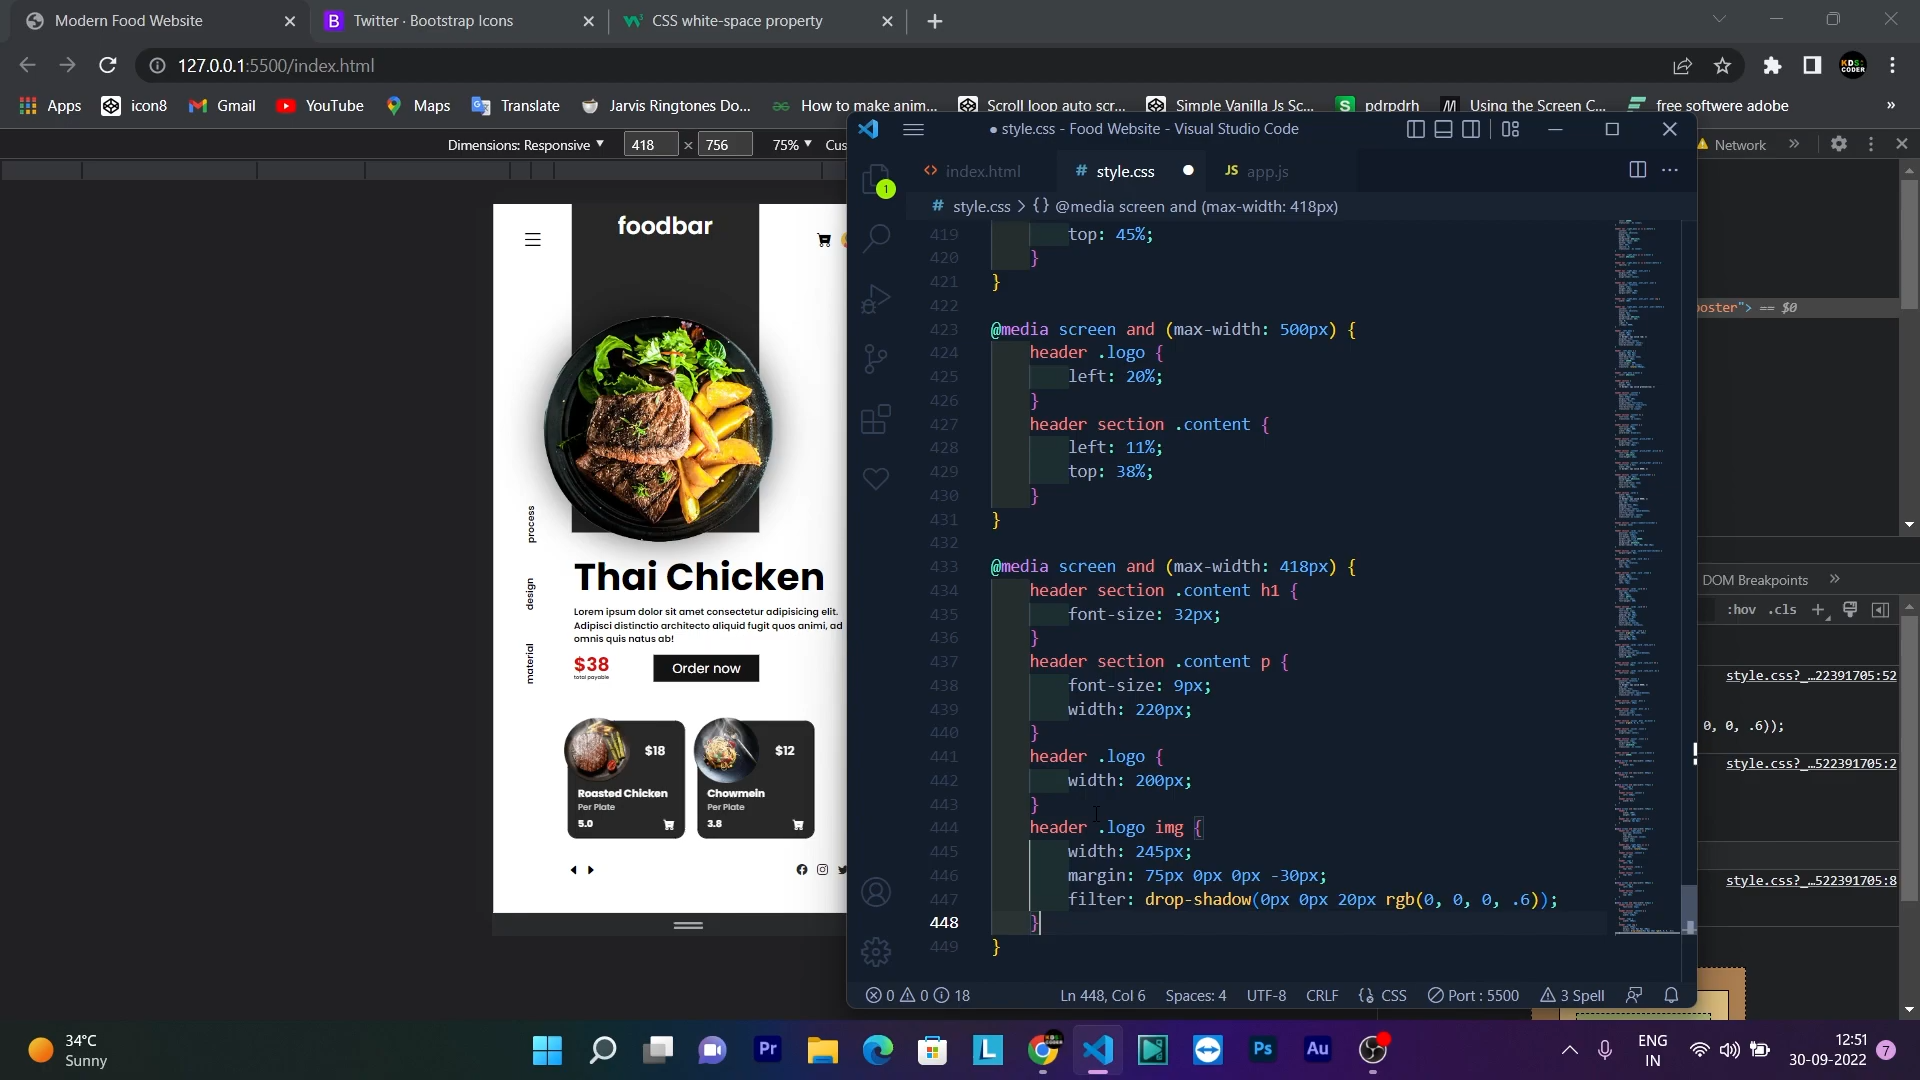 Modern Food Website
Twitter · Bootstrap Icons
CSS white-space property
127.0.0.1:5500/index.html
Apps
icon8
Gmail
YouTube
Maps
Translate
Jarvis Ringtones Do...
How to make anim...
Scroll loop auto scr...
Simple Vanilla Js Sc...
pdrpdrh
Using the Screen C...
free softwere adobe
»
Dimensions: Responsive
418 × 756
75%
Cus
Network
style.css - Food Website - Visual Studio Code
index.html
# style.css
JS app.js
# style.css > {} @media screen and (max-width: 418px)
419 top: 45%;
420 }
421 }
422
423 @media screen and (max-width: 500px) {
424 header .logo {
425 left: 20%;
426 }
427 header section .content {
428 left: 11%;
429 top: 38%;
430 }
431 }
432
433 @media screen and (max-width: 418px) {
434 header section .content h1 {
435 font-size: 32px;
436 }
437 header section .content p {
438 font-size: 9px;
439 width: 220px;
440 }
441 header .logo {
442 width: 200px;
443 }
444 header .logo img {
445 width: 245px;
446 margin: 75px 0px 0px -30px;
447 filter: drop-shadow(0px 0px 20px rgb(0, 0, 0, .6));
448 }
449 }
0 0 18
Ln 448, Col 6
Spaces: 4
UTF-8
CRLF
{} CSS
Port : 5500
3 Spell
foodbar
process
design
material
Thai Chicken
Lorem ipsum dolor sit amet consectetur adipisicing elit.
Adipisci distinctio architecto aliquid fugit quos animi, ad
omnis quis natus ab!
$38
total payable
Order now
$18
Roasted Chicken
Per Plate
5.0
$12
Chowmein
Per Plate
3.8
oster"> == $0
DOM Breakpoints
:hov .cls +
style.css?_…22391705:52
0, 0, .6));
style.css?_…522391705:2
style.css?_…522391705:8
34°C
Sunny
Pr
L
Ps
Au
ENG
IN
12:51
30-09-2022
7